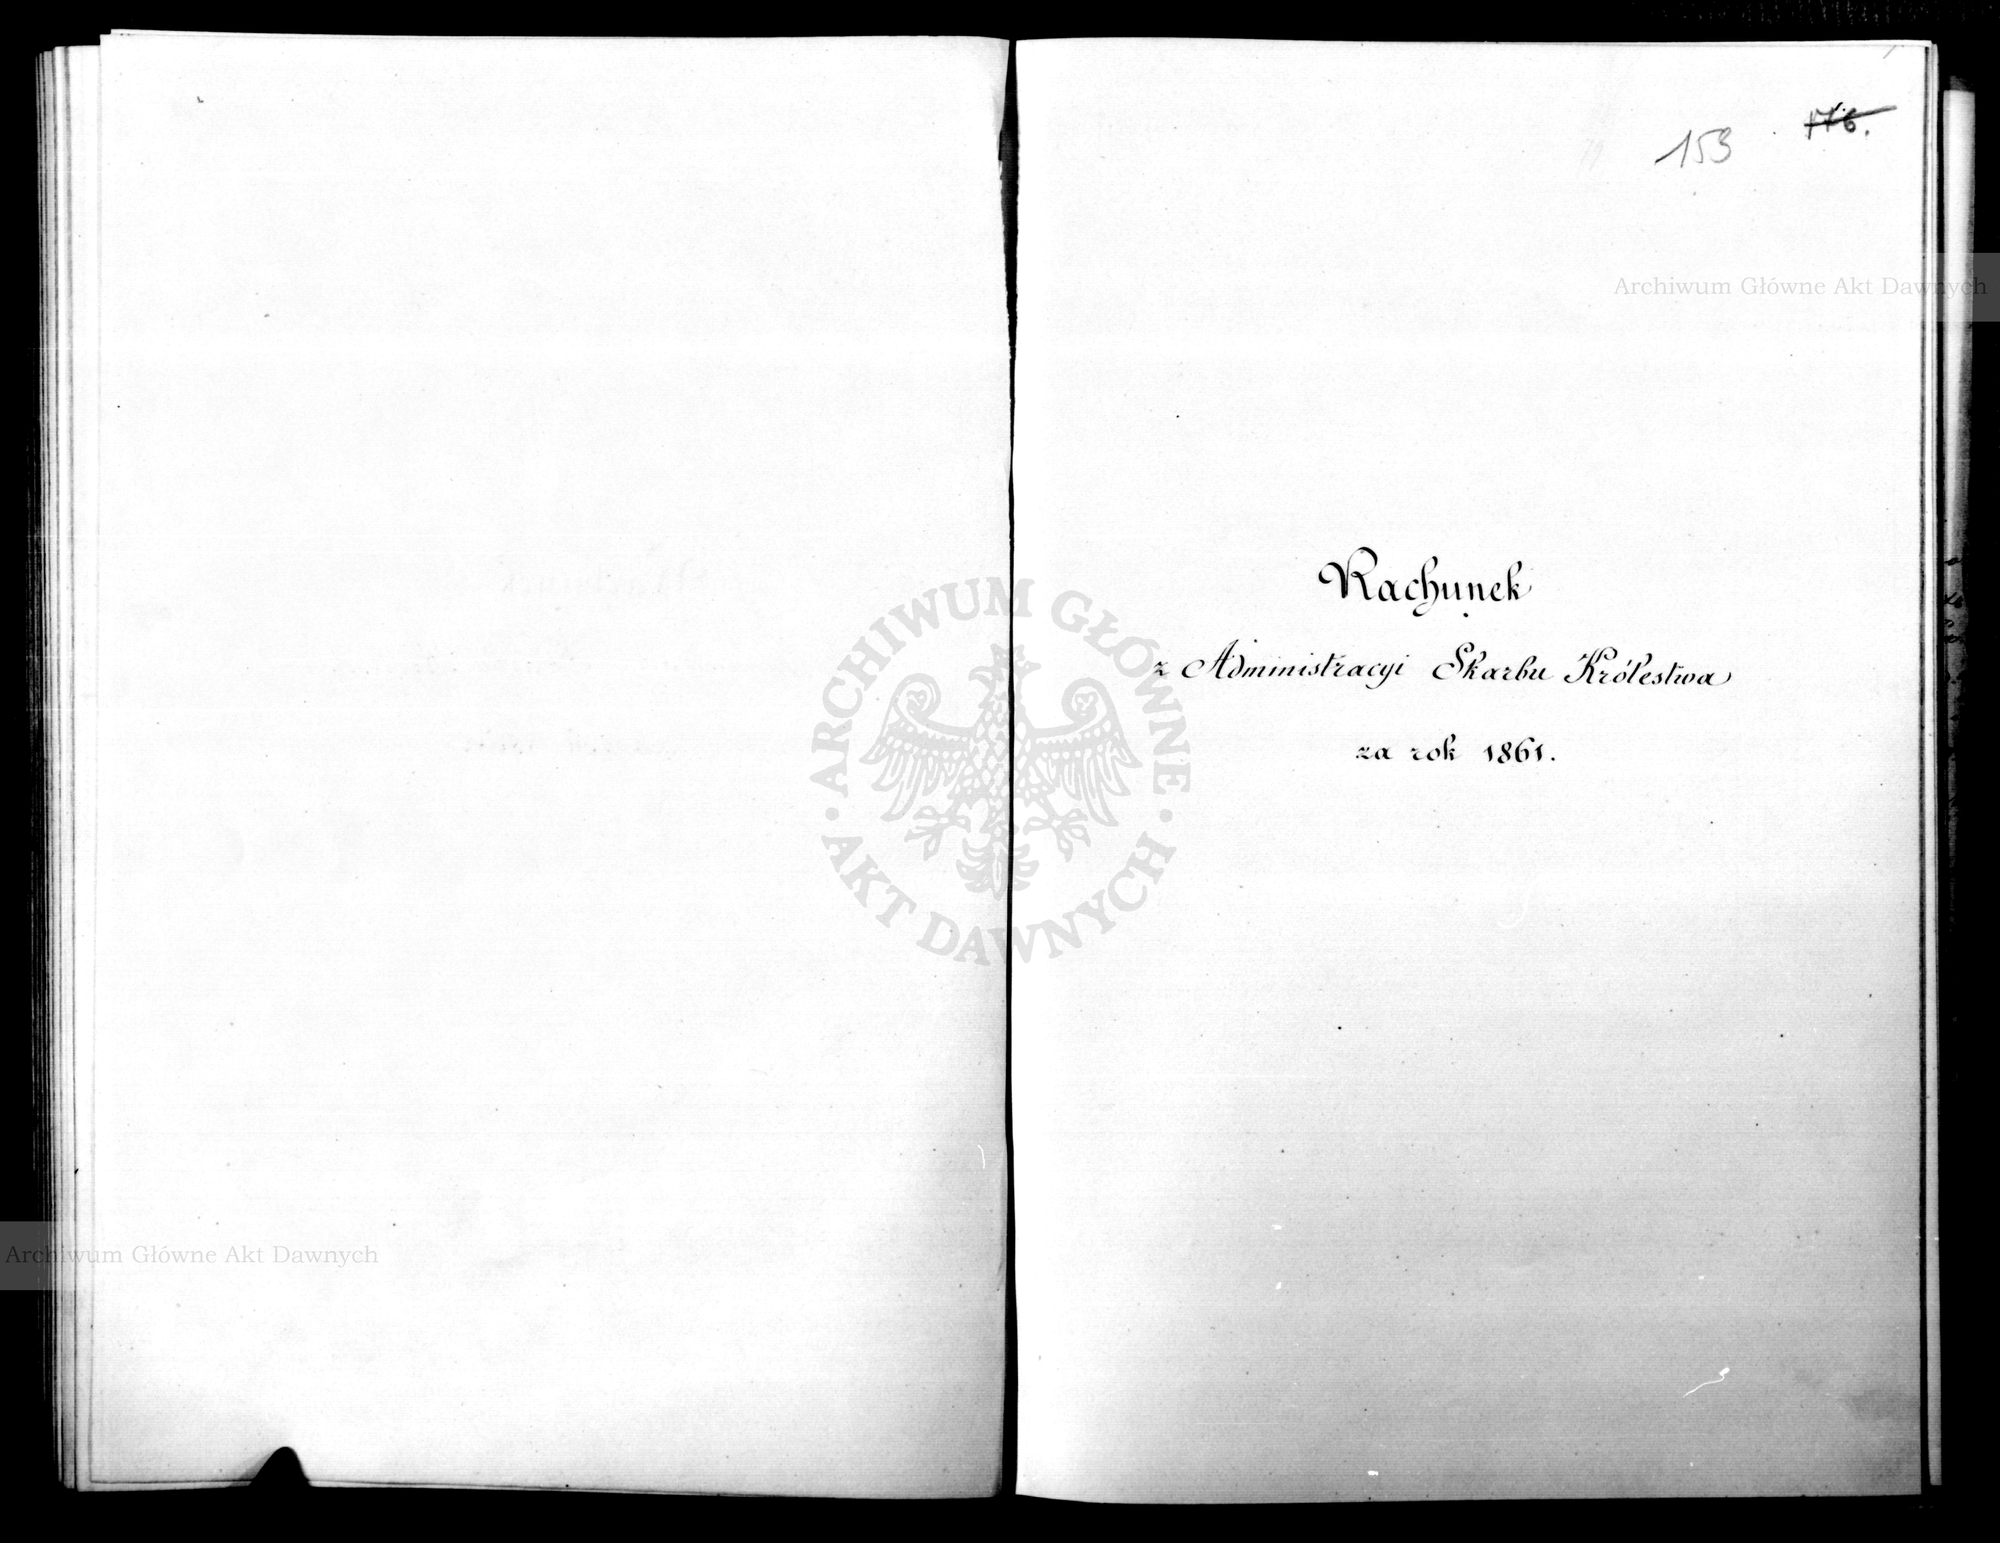 176.
153
Archiwum Główne Akt Dawnych
Rachunek
z Administracyi Skarbu Królestwa
za rok 1861.
ARCHIWUM GŁÓWNE
AKT DAWNYCH
Archiwum Główne Akt Dawnych